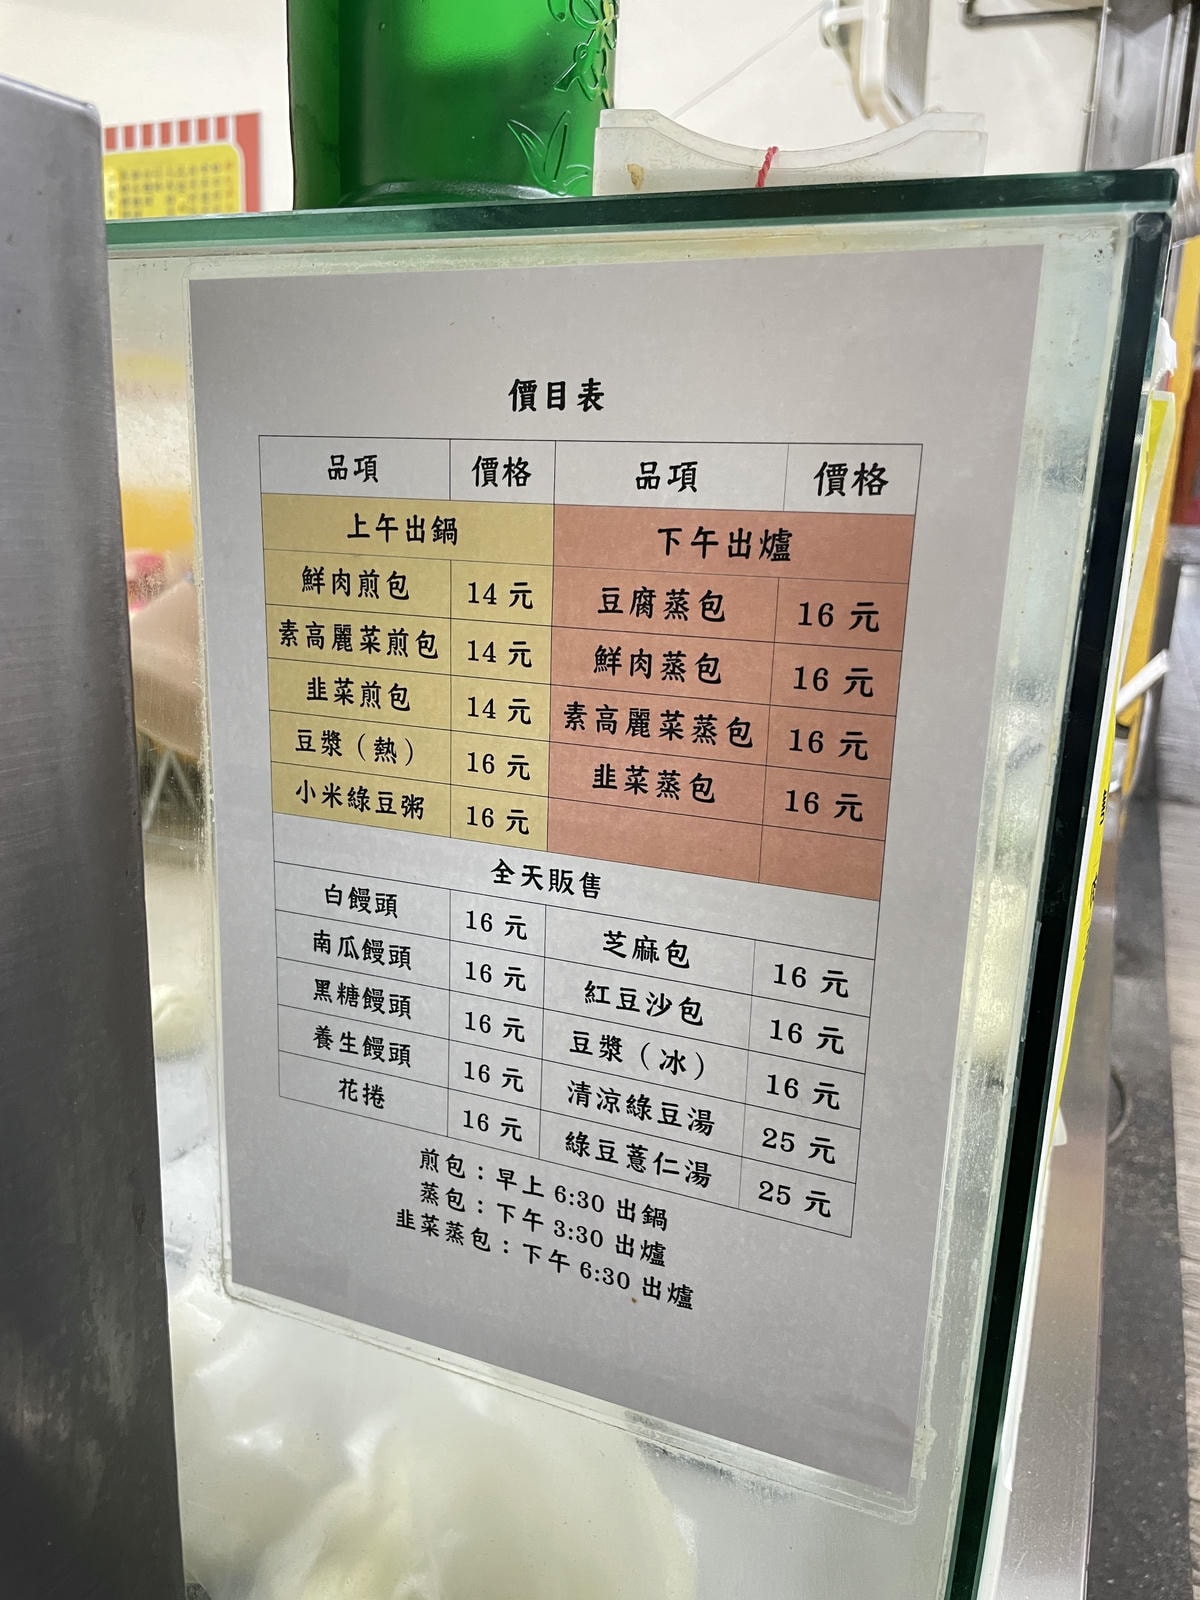 價目表
品項 價格 品項 價格
上午出鍋 下午出爐
鮮肉煎包 14 元 豆腐蒸包 16 元
素高麗菜煎包 14 元 鮮肉蒸包 16 元
韭菜煎包 14 元 素高麗菜蒸包 16 元
豆漿（熱） 16 元 韭菜蒸包 16 元
小米綠豆粥 16 元
全天販售
白饅頭 16 元 芝麻包 16 元
南瓜饅頭 16 元 紅豆沙包 16 元
黑糖饅頭 16 元 豆漿（冰） 16 元
養生饅頭 16 元 清涼綠豆湯 25 元
花捲 16 元 綠豆薏仁湯 25 元
煎包：早上 6:30 出鍋
蒸包：下午 3:30 出爐
韭菜蒸包：下午 6:30 出爐